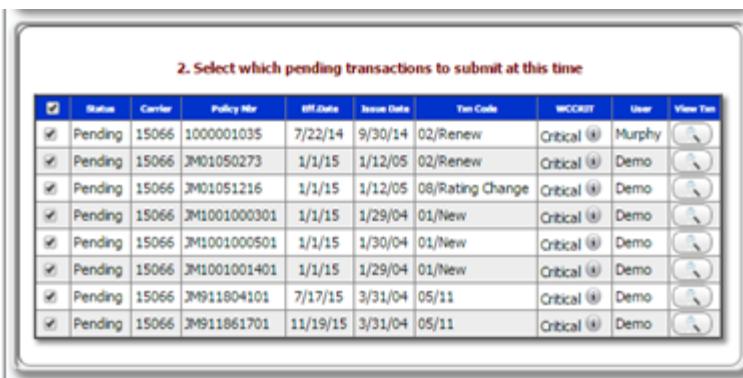 2. Select which pending transactions to submit at this time
Status Carrier Policy Nbr Eff.Date Issue Date Txn Code WCCRIT User View Txn
Pending 15066 1000001035 7/22/14 9/30/14 02/Renew Critical Murphy
Pending 15066 JM01050273 1/1/15 1/12/05 02/Renew Critical Demo
Pending 15066 JM01051216 1/1/15 1/12/05 08/Rating Change Critical Demo
Pending 15066 JM1001000301 1/1/15 1/29/04 01/New Critical Demo
Pending 15066 JM1001000501 1/1/15 1/30/04 01/New Critical Demo
Pending 15066 JM1001001401 1/1/15 1/29/04 01/New Critical Demo
Pending 15066 JM911804101 7/17/15 3/31/04 05/11 Critical Demo
Pending 15066 JM911861701 11/19/15 3/31/04 05/11 Critical Demo